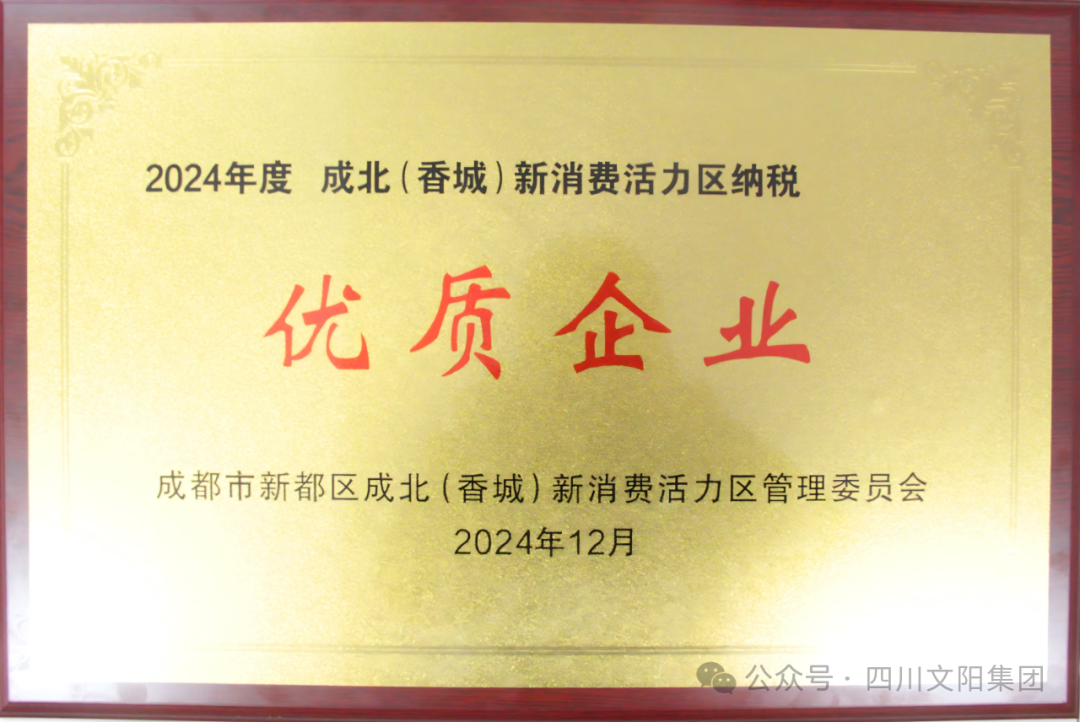 2024年度 成北（香城）新消费活力区纳税
优质企业
成都市新都区成北（香城）新消费活力区管理委员会
2024年12月
公众号·四川文阳集团